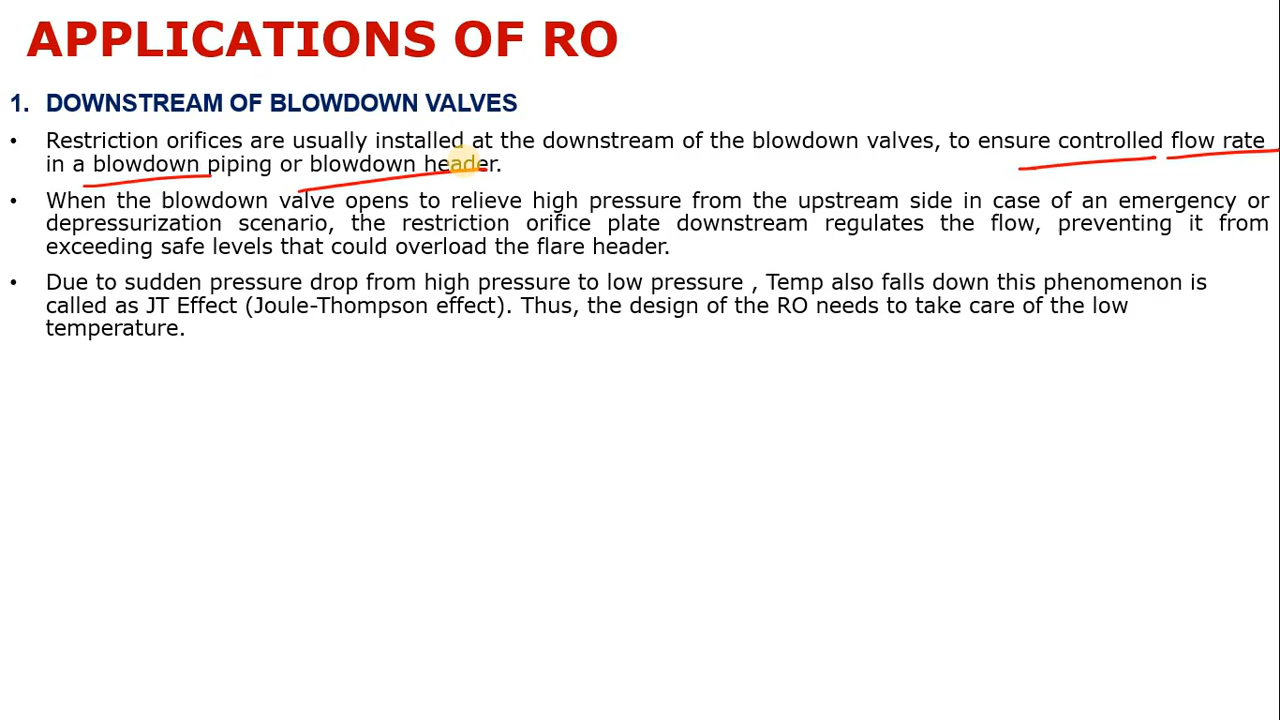 APPLICATIONS OF RO
1. DOWNSTREAM OF BLOWDOWN VALVES
• Restriction orifices are usually installed at the downstream of the blowdown valves, to ensure controlled flow rate
in a blowdown piping or blowdown header.
• When the blowdown valve opens to relieve high pressure from the upstream side in case of an emergency or
depressurization scenario, the restriction orifice plate downstream regulates the flow, preventing it from
exceeding safe levels that could overload the flare header.
• Due to sudden pressure drop from high pressure to low pressure , Temp also falls down this phenomenon is
called as JT Effect (Joule-Thompson effect). Thus, the design of the RO needs to take care of the low
temperature.